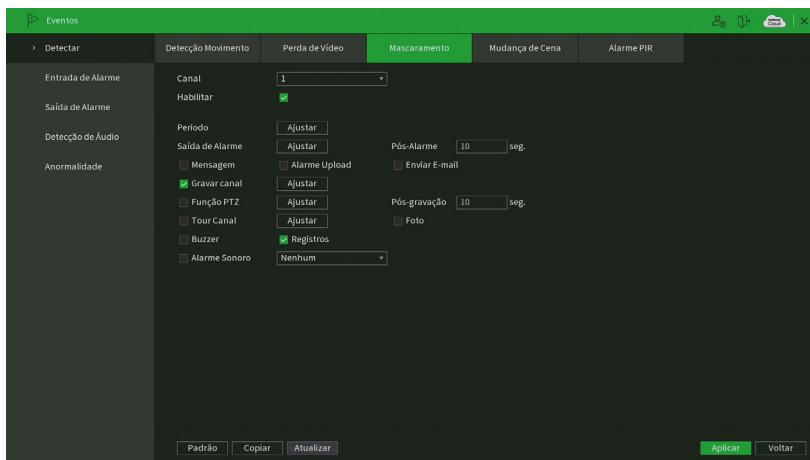 Eventos
Cloud
Detectar
Entrada de Alarme
Saída de Alarme
Detecção de Áudio
Anormalidade
Detecção Movimento Perda de Vídeo Mascaramento Mudança de Cena Alarme PIR
Canal 1
Habilitar
Periodo Ajustar
Saída de Alarme Ajustar Pós-Alarme 10 seg.
Mensagem Alarme Upload Enviar E-mail
Gravar canal Ajustar
Função PTZ Ajustar Pós-gravação 10 seg.
Tour Canal Ajustar Foto
Buzzer Registros
Alarme Sonoro Nenhum
Padrão Copiar Atualizar Aplicar Voltar